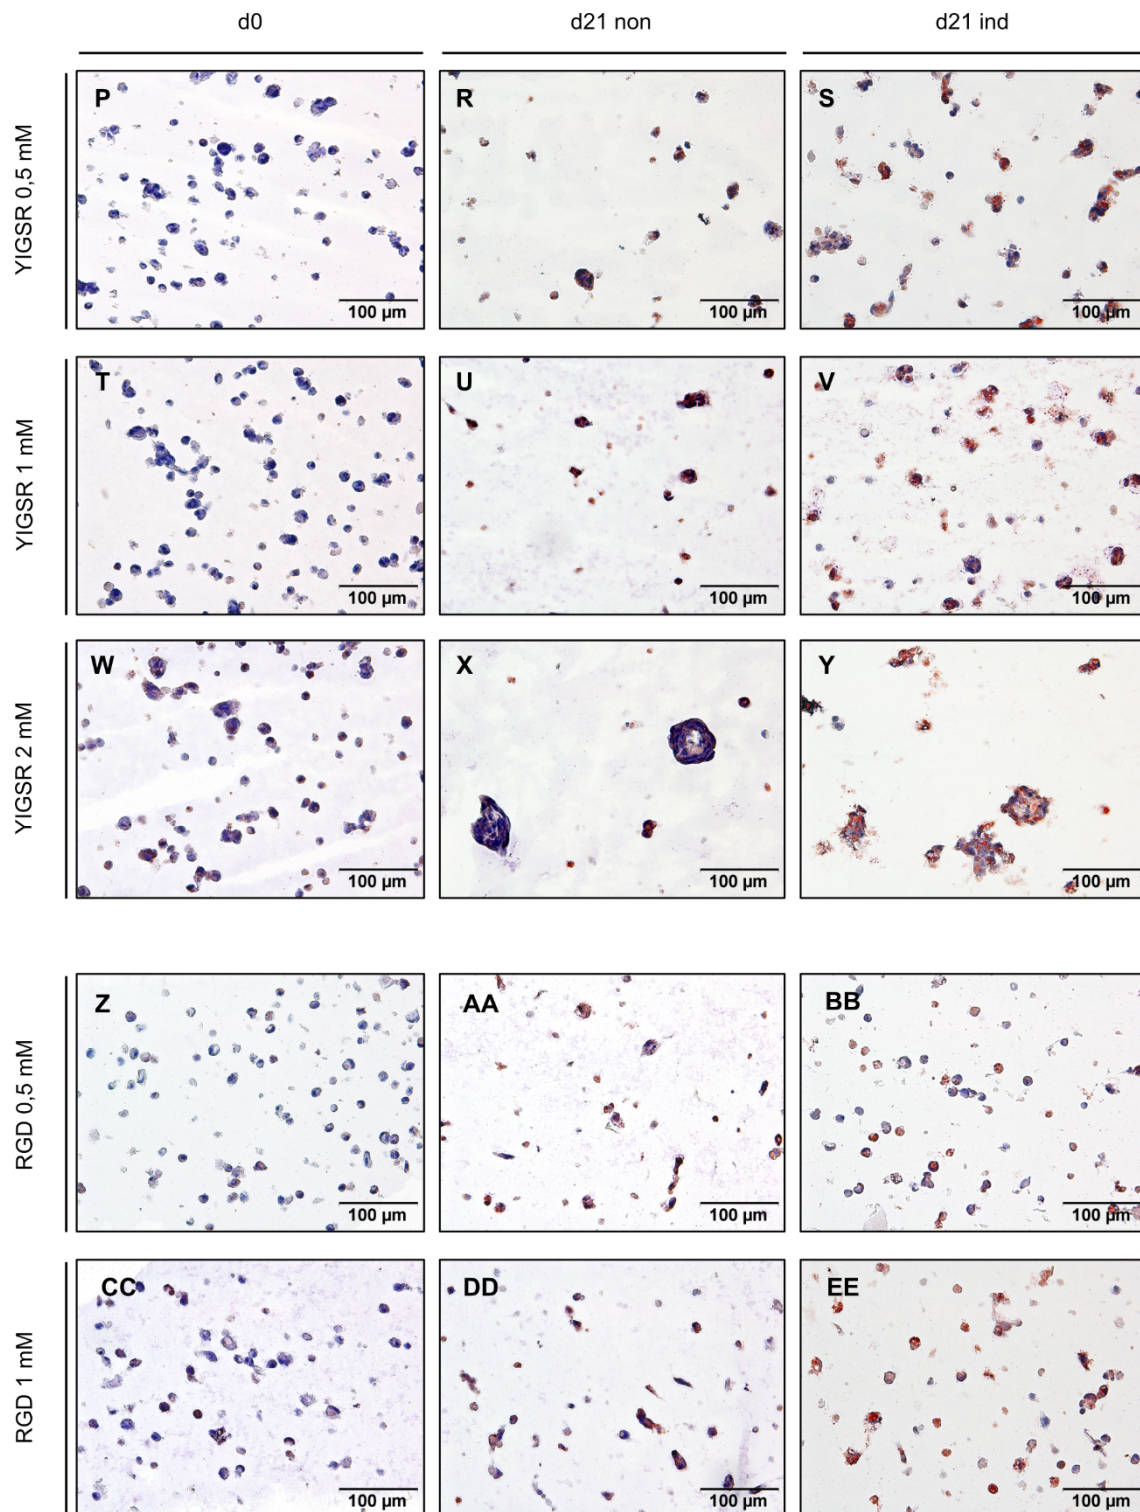 d0 d21 non d21 ind
YIGSR 0,5 mM
P R S
100 µm 100 µm 100 µm
YIGSR 1 mM
T U V
100 µm 100 µm 100 µm
YIGSR 2 mM
W X Y
100 µm 100 µm 100 µm
RGD 0,5 mM
Z AA BB
100 µm 100 µm 100 µm
RGD 1 mM
CC DD EE
100 µm 100 µm 100 µm